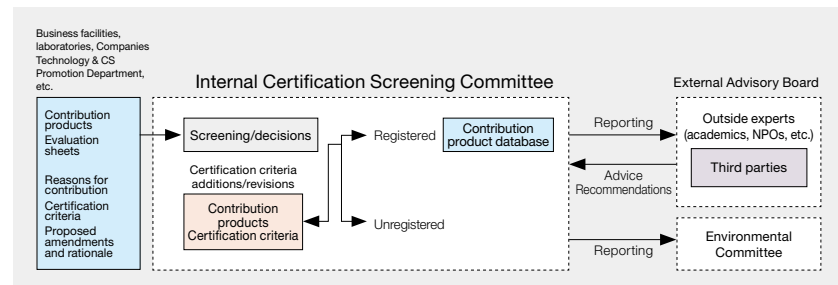 Business facilities,
laboratories, Companies
Technology & CS
Promotion Department,
etc.
Contribution
products
Evaluation
sheets
Reasons for
contribution
Certification
criteria
Proposed
amendments
and rationale
Internal Certification Screening Committee
Screening/decisions
Certification criteria
additions/revisions
Contribution
products
Certification criteria
Registered
Unregistered
Contribution
product database
Reporting
Advice
Recommendations
Reporting
External Advisory Board
Outside experts
(academics, NPOs, etc.)
Third parties
Environmental
Committee